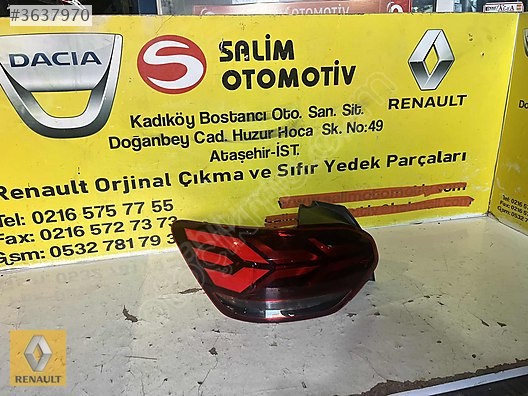 #3637970
DACIA
S
SALİM
OTOMOTİV
RENAULT
Kadıköy Bostancı Oto. San. Sit.
Doğanbey Cad. Huzur Hoca Sk. No:49
Ataşehir-İST.
Renault Orjinal Çıkma ve Sıfır Yedek Parçaları
Tel: 0216 575 77 55
Fax: 0216 572 73 73
Gsm: 0532 781 79 3
RENAULT